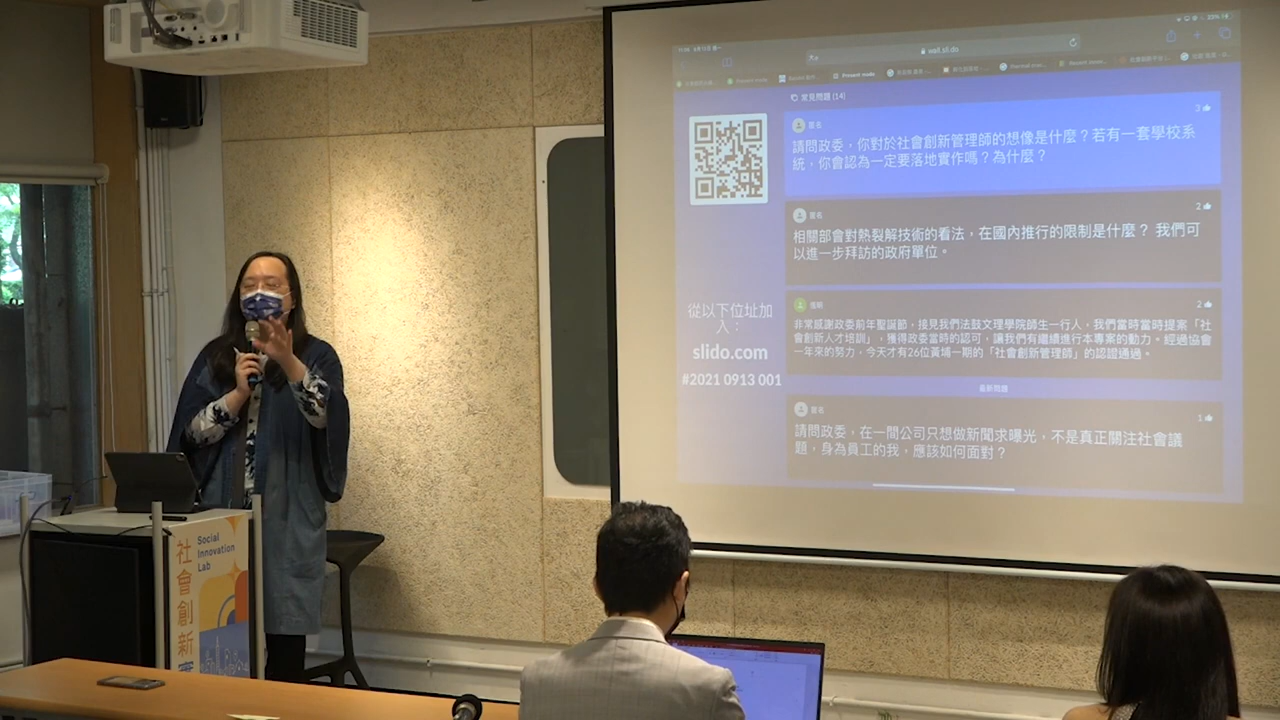 wall.sli.do
Present mode
常見問題 (14)
匿名
3
請問政委，你對於社會創新管理師的想像是什麼？若有一套學校系
統，你會認為一定要落地實作嗎？為什麼？
匿名
2
相關部會對熱裂解技術的看法，在國內推行的限制是什麼？ 我們可
以進一步拜訪的政府單位。
2
非常感謝政委前年聖誕節，接見我們法鼓文理學院師生一行人，我們當時當時提案「社
會創新人才培訓」，獲得政委當時的認可，讓我們有繼續進行本專案的動力。經過協會
一年來的努力，今天才有26位黃埔一期的「社會創新管理師」的認證通過。
最新問題
匿名
1
請問政委，在一間公司只想做新聞求曝光，不是真正關注社會議
題，身為員工的我，應該如何面對？
從以下位址加
入：
slido.com
#2021 0913 001
Social
Innovation
Lab
社會創新實